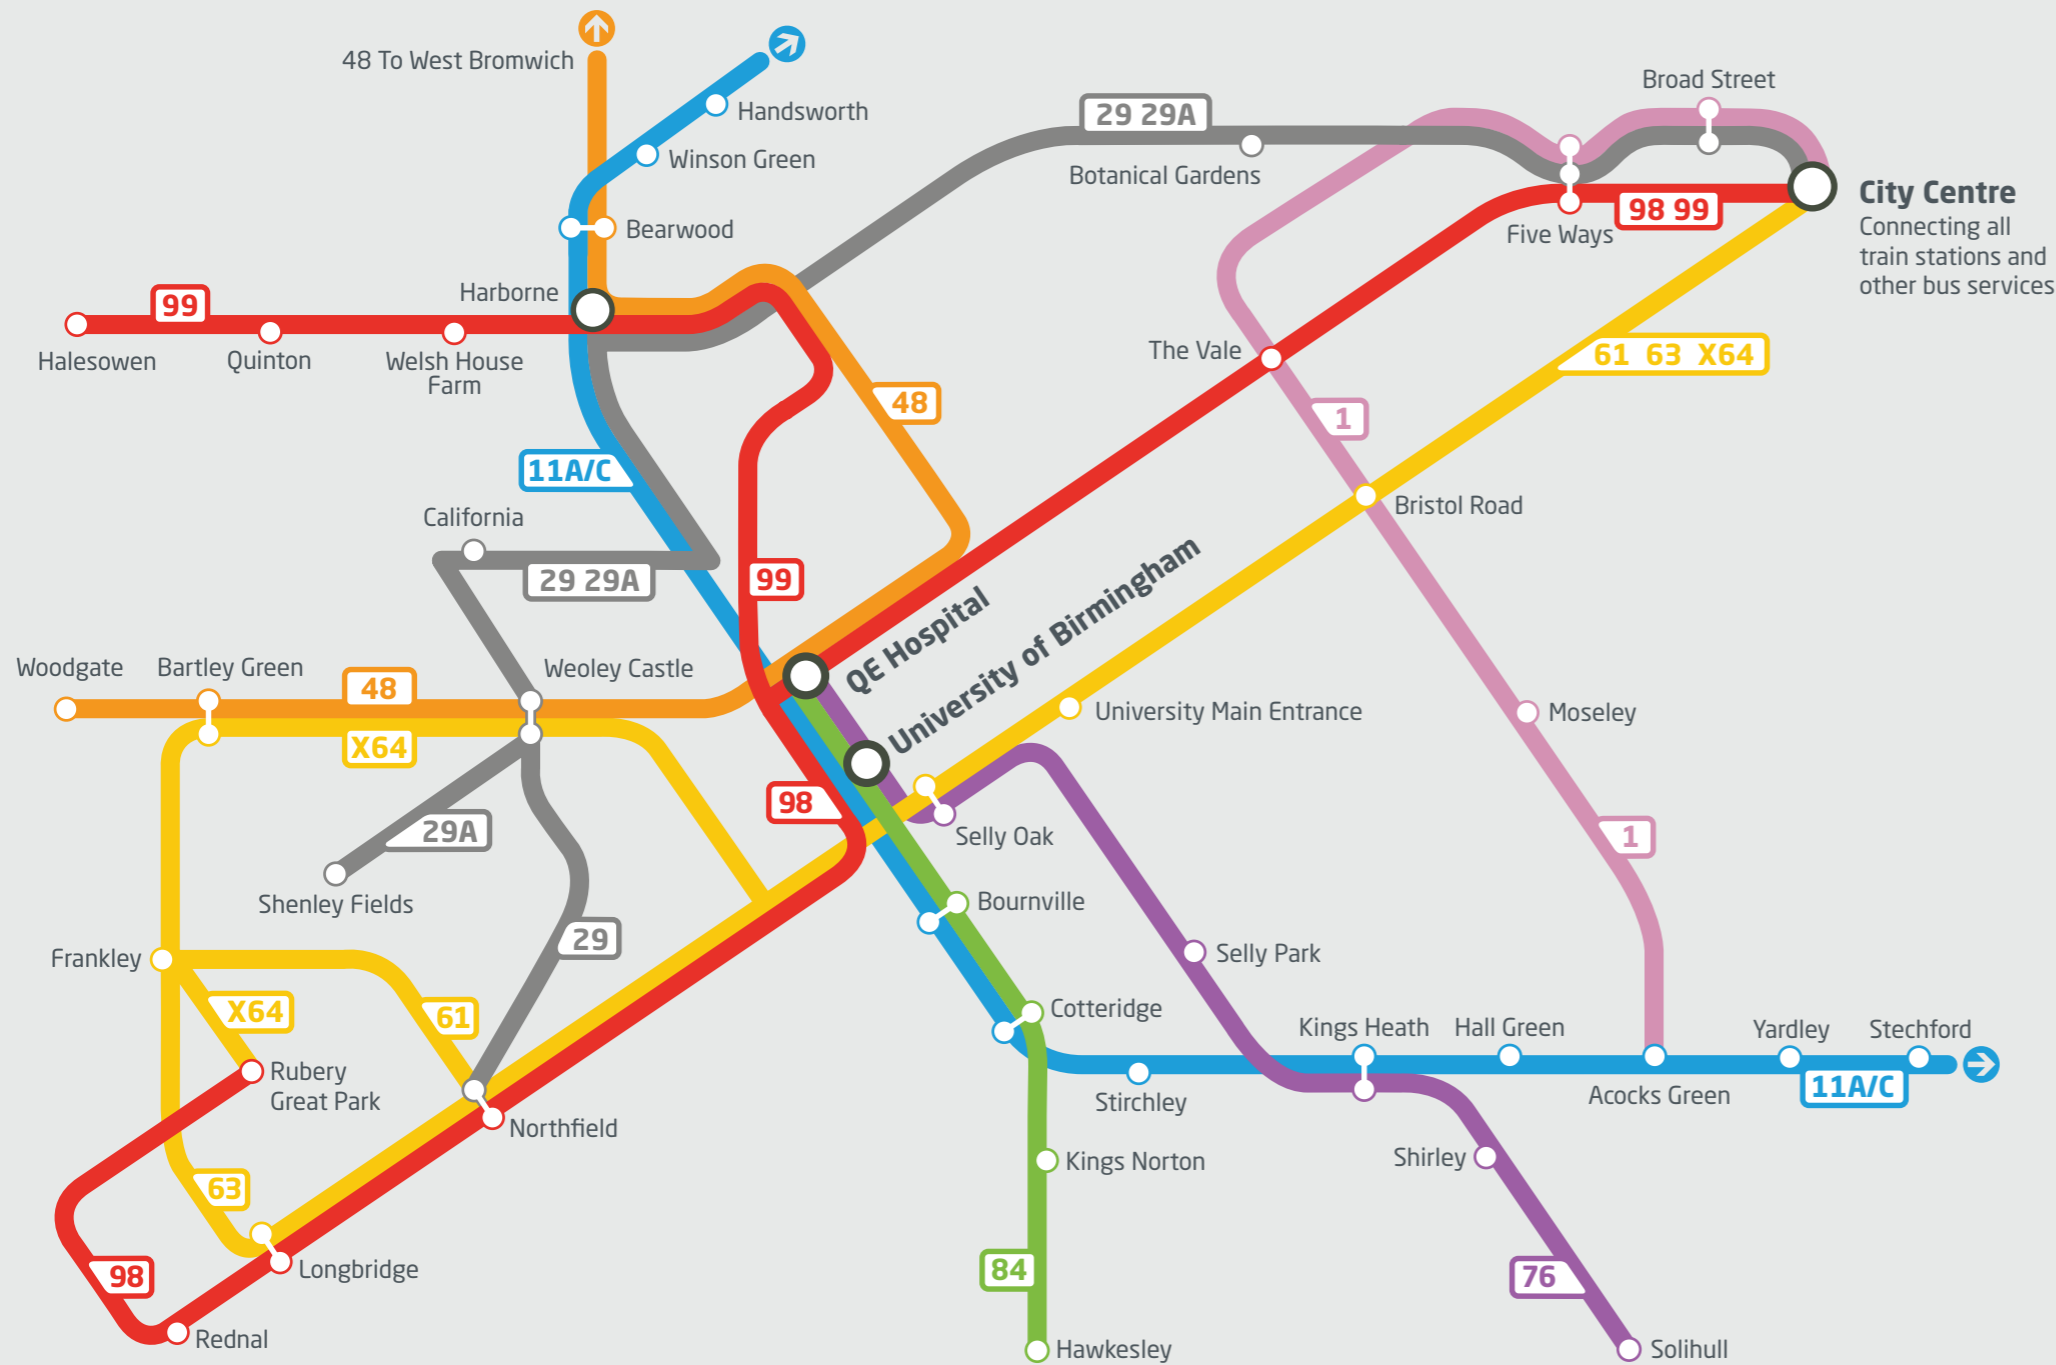 48 To West Bromwich
Handsworth
Winson Green
Bearwood
Harborne
99
Halesowen
Quinton
Welsh House
Farm
29 29A
Botanical Gardens
Broad Street
Five Ways
98 99
City Centre
Connecting all
train stations and
other bus services
The Vale
61 63 X64
1
48
11A/C
California
29 29A
99
Bristol Road
QE Hospital
University of Birmingham
Woodgate
Bartley Green
48
Weoley Castle
X64
University Main Entrance
Moseley
98
29A
Selly Oak
1
Shenley Fields
Bournville
29
Frankley
Selly Park
X64
61
Cotteridge
Kings Heath
Hall Green
Yardley
Stechford
Rubery
Great Park
Stirchley
Acocks Green
11A/C
Northfield
Kings Norton
Shirley
63
98
Longbridge
84
76
Rednal
Hawkesley
Solihull